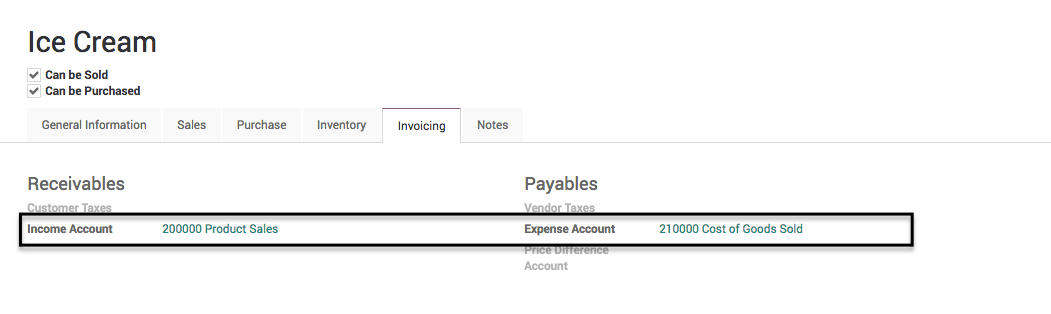 Ice Cream
Can be Sold
Can be Purchased
General Information Sales Purchase Inventory Invoicing Notes
Receivables Payables
Customer Taxes Vendor Taxes
Income Account 200000 Product Sales Expense Account 210000 Cost of Goods Sold
Price Difference
Account